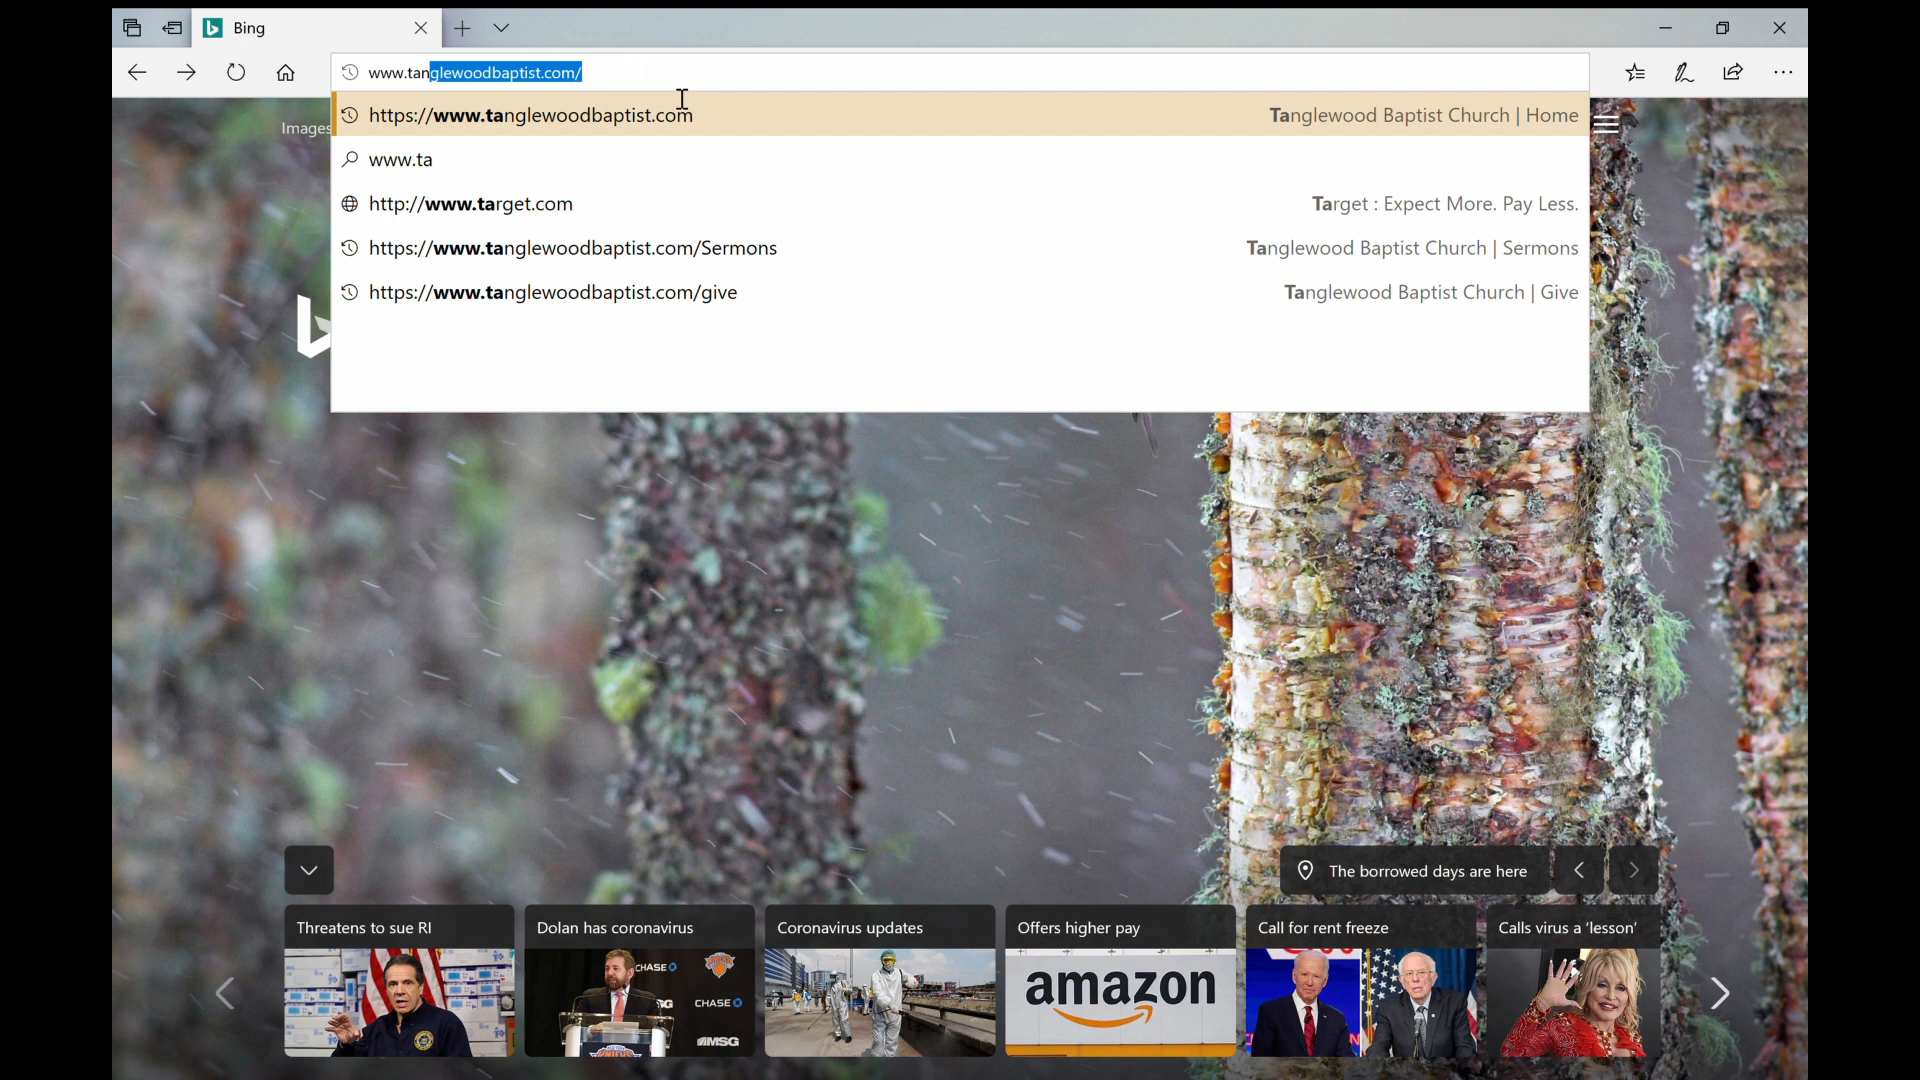 Bing
www.tanglewoodbaptist.com/
https://www.tanglewoodbaptist.com Tanglewood Baptist Church | Home
Images
www.ta
http://www.target.com Target : Expect More. Pay Less.
https://www.tanglewoodbaptist.com/Sermons Tanglewood Baptist Church | Sermons
https://www.tanglewoodbaptist.com/give Tanglewood Baptist Church | Give
The borrowed days are here
Threatens to sue RI
Dolan has coronavirus
Coronavirus updates
Offers higher pay
Call for rent freeze
Calls virus a ‘lesson’
CHASE
CHASE
MSG
amazon